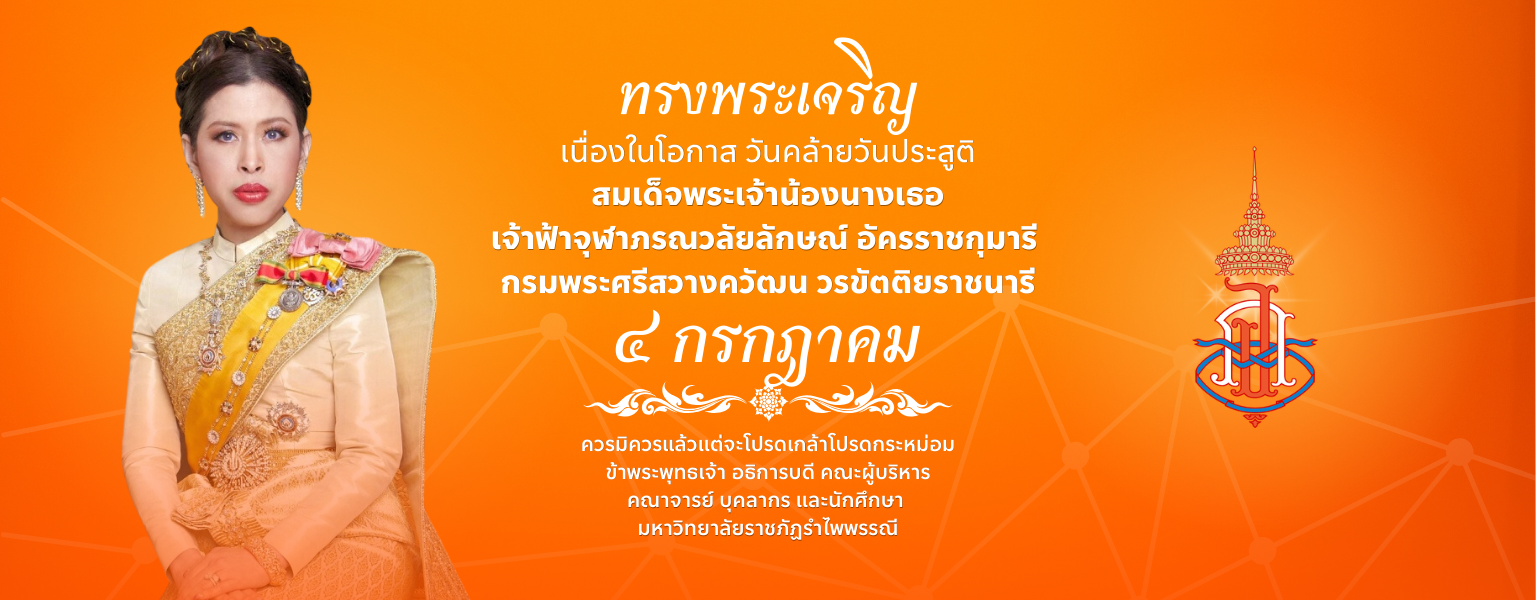 ทรงพระเจริญ
เนื่องในโอกาส วันคล้ายวันประสูติ
สมเด็จพระเจ้าน้องนางเธอ
เจ้าฟ้าจุฬาภรณวลัยลักษณ์ อัครราชกุมารี
กรมพระศรีสวางควัฒน วรขัตติยราชนารี
๔ กรกฎาคม
ควรมิควรแล้วแต่จะโปรดเกล้าโปรดกระหม่อม
ข้าพระพุทธเจ้า อธิการบดี คณะผู้บริหาร
คณาจารย์ บุคลากร และนักศึกษา
มหาวิทยาลัยราชภัฏรำไพพรรณี